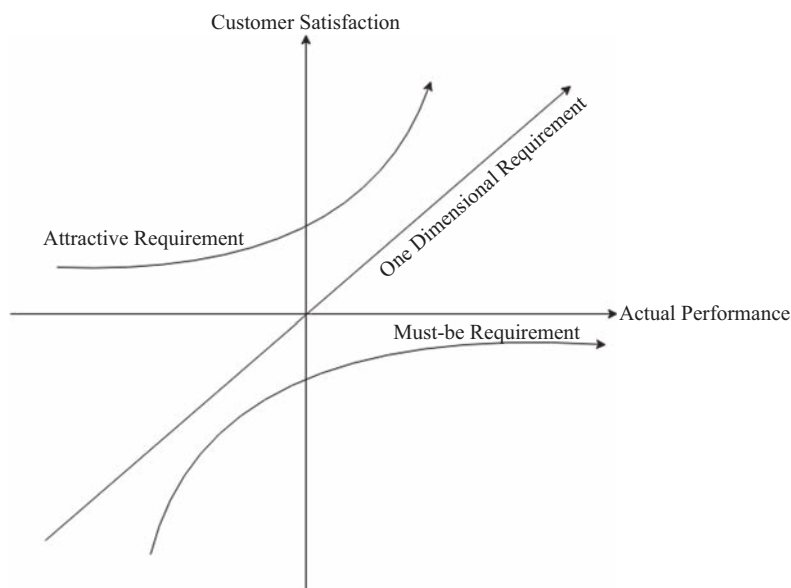 Customer Satisfaction
One Dimensional Requirement
Attractive Requirement
Actual Performance
Must-be Requirement